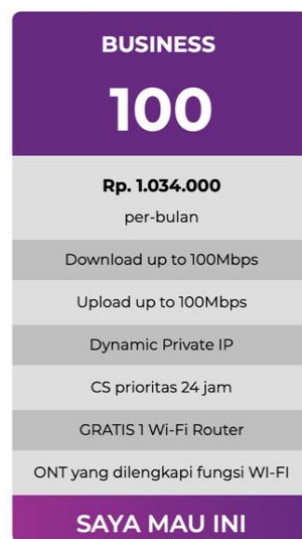 BUSINESS
100
Rp. 1.034.000
per-bulan
Download up to 100Mbps
Upload up to 100Mbps
Dynamic Private IP
CS prioritas 24 jam
GRATIS 1 Wi-Fi Router
ONT yang dilengkapi fungsi WI-FI
SAYA MAU INI